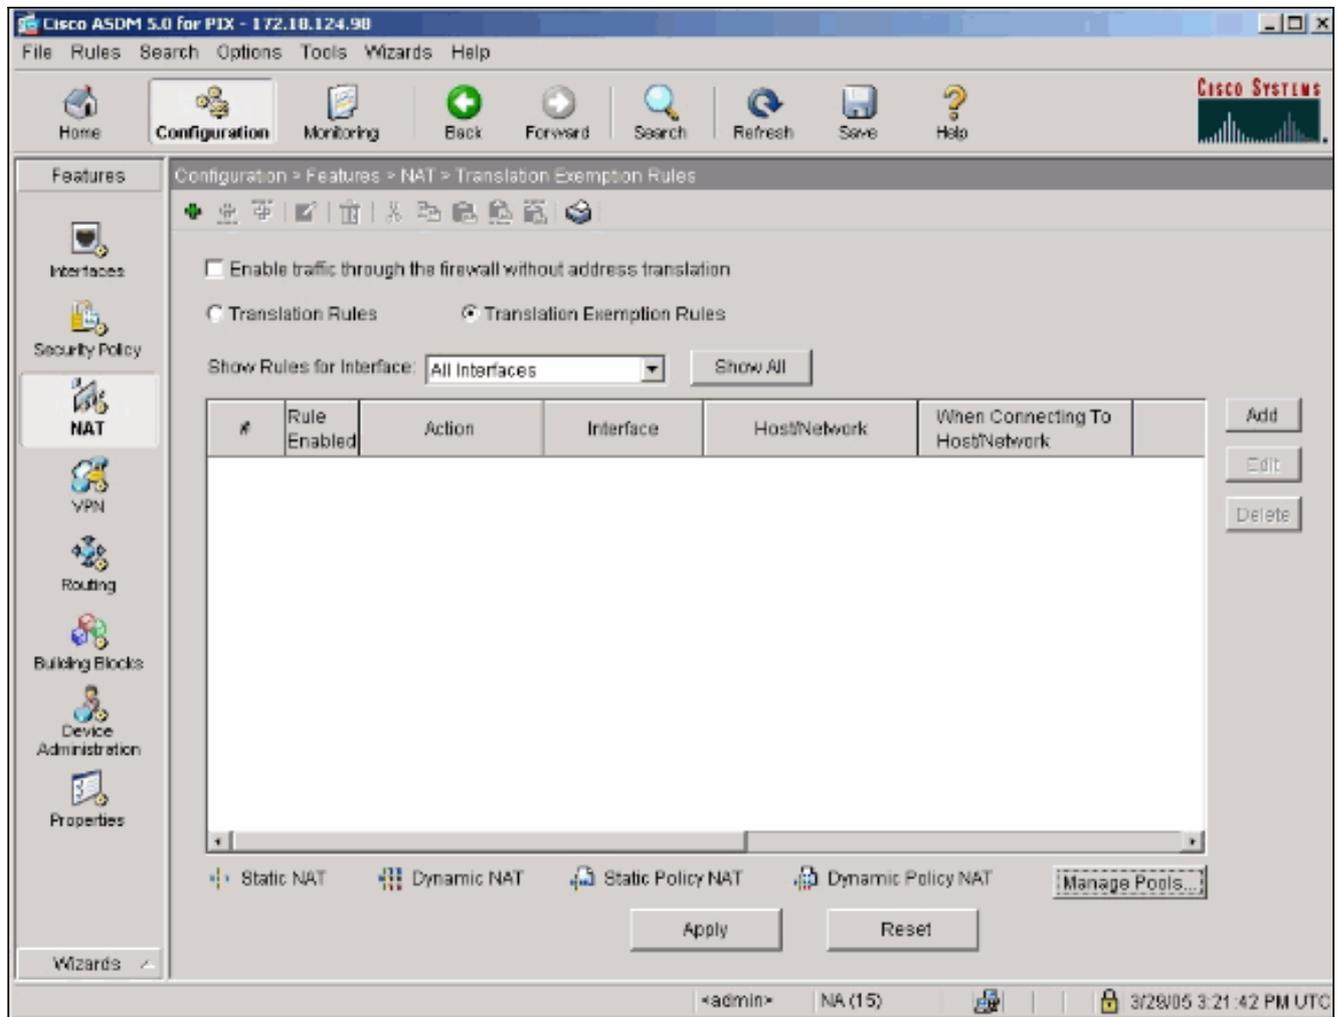 Cisco ASDM 5.0 for PIX - 172.18.124.98
File Rules Search Options Tools Wizards Help
Home Configuration Monitoring Back Forward Search Refresh Save Help
CISCO SYSTEMS
Features
Configuration > Features > NAT > Translation Exemption Rules
Interfaces
Security Policy
NAT
VPN
Routing
Building Blocks
Device
Administration
Properties
Wizards
Enable traffic through the firewall without address translation
Translation Rules Translation Exemption Rules
Show Rules for Interface: All Interfaces Show All
# Rule Enabled Action Interface Host/Network When Connecting To Host/Network
Add
Edit
Delete
Static NAT Dynamic NAT Static Policy NAT Dynamic Policy NAT Manage Pools...
Apply Reset
<admin> NA (15) 3/29/05 3:21:42 PM UTC